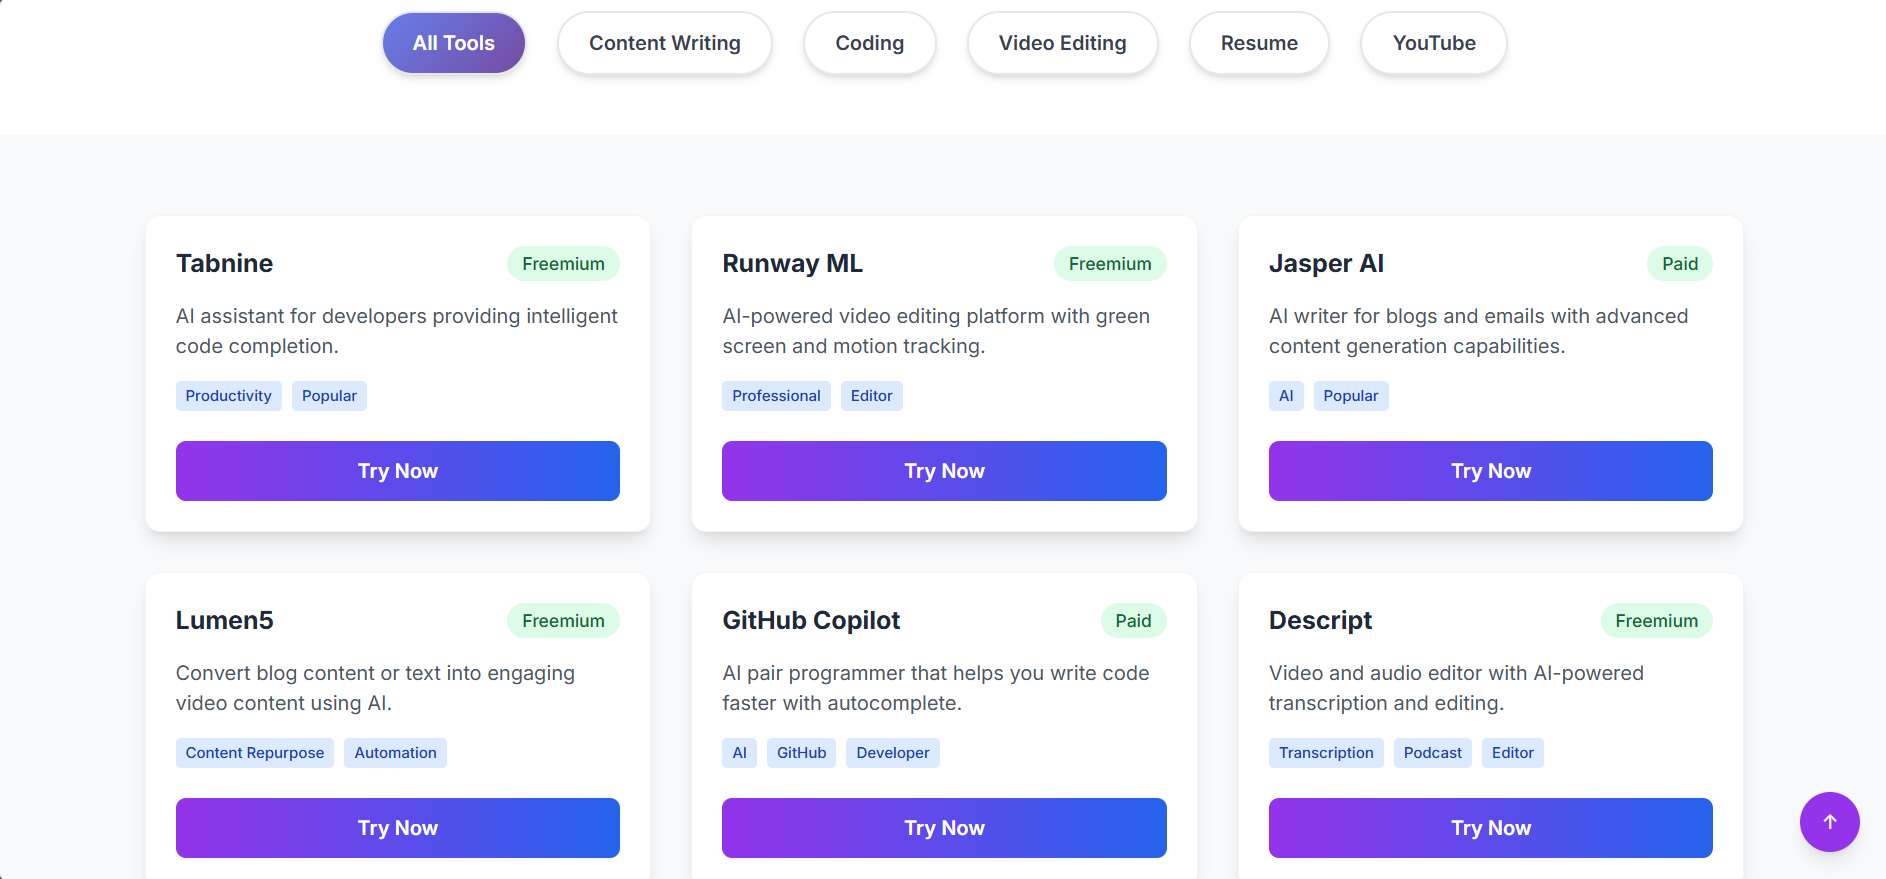 All Tools
Content Writing
Coding
Video Editing
Resume
YouTube
Tabnine
Freemium
AI assistant for developers providing intelligent
code completion.
Productivity
Popular
Try Now
Runway ML
Freemium
AI-powered video editing platform with green
screen and motion tracking.
Professional
Editor
Try Now
Jasper AI
Paid
AI writer for blogs and emails with advanced
content generation capabilities.
AI
Popular
Try Now
Lumen5
Freemium
Convert blog content or text into engaging
video content using AI.
Content Repurpose
Automation
Try Now
GitHub Copilot
Paid
AI pair programmer that helps you write code
faster with autocomplete.
AI
GitHub
Developer
Try Now
Descript
Freemium
Video and audio editor with AI-powered
transcription and editing.
Transcription
Podcast
Editor
Try Now